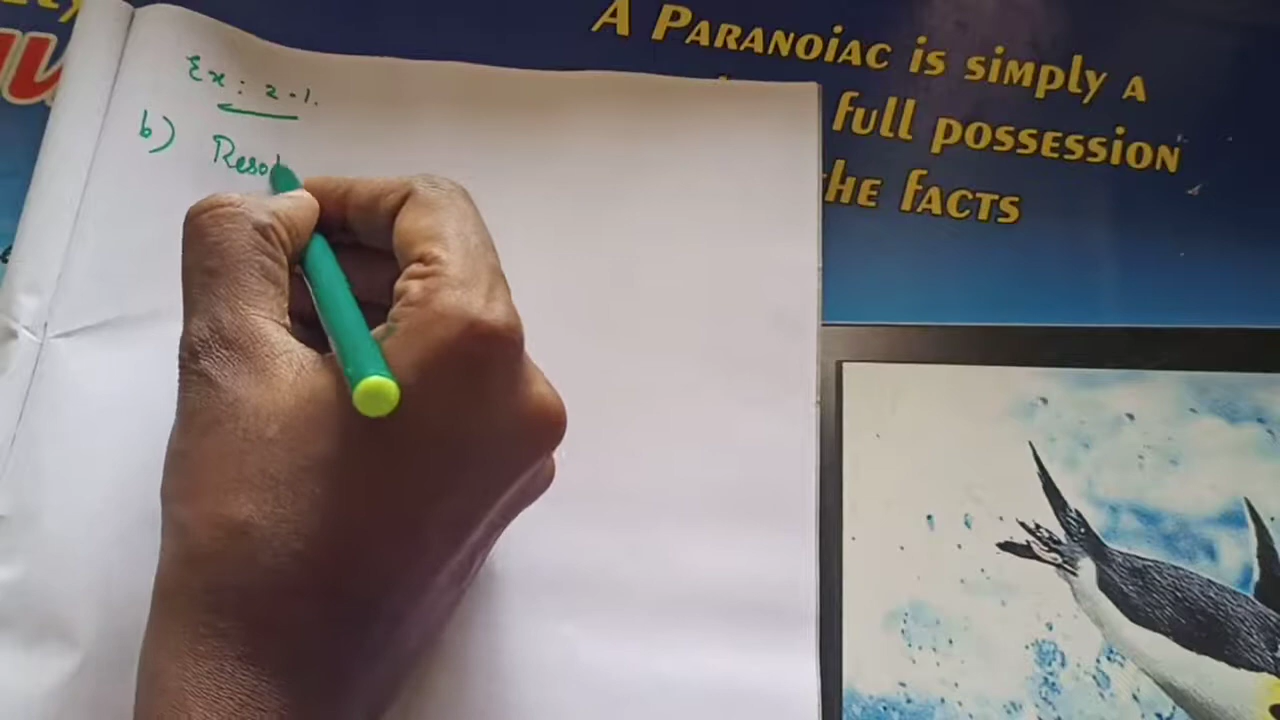 A PARANOiAC is simply A
full possession
HE fACTS
Ex: 2.1.
b) Reso